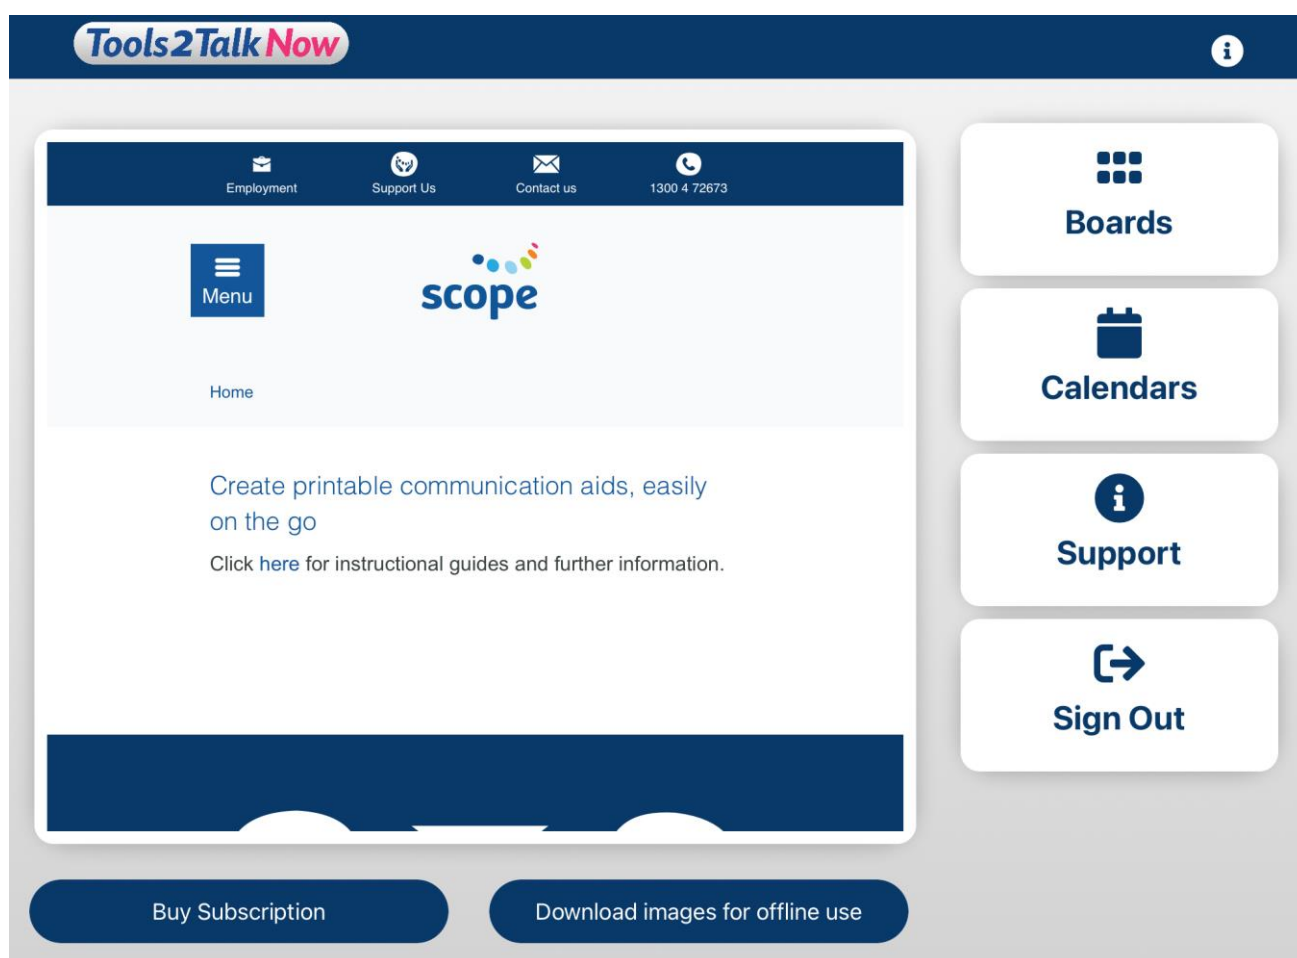 Tools2Talk Now
Employment
Support Us
Contact us
1300 4 72673
Menu
scope
Home
Create printable communication aids, easily
on the go
Click here for instructional guides and further information.
Boards
Calendars
Support
Sign Out
Buy Subscription
Download images for offline use